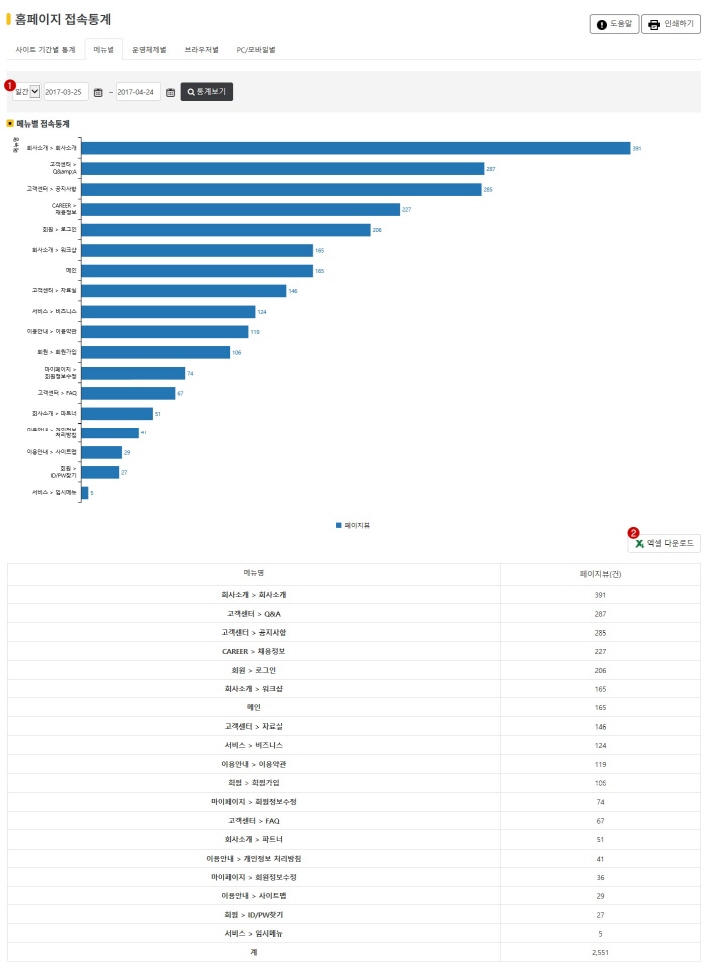 홈페이지 접속통계
도움말
인쇄하기
사이트 기간별 통계
메뉴별
운영체제별
브라우저별
PC/모바일별
1
일간
2017-03-25
~
2017-04-24
통계보기
메뉴별 접속통계
메뉴명
회사소개 > 회사소개
391
고객센터 >
Q&amp;A
287
고객센터 > 공지사항
285
CAREER >
채용정보
227
회원 > 로그인
206
회사소개 > 워크샵
165
메인
165
고객센터 > 자료실
146
서비스 > 비즈니스
124
이용안내 > 이용약관
119
회원 > 회원가입
106
마이페이지 >
회원정보수정
74
고객센터 > FAQ
67
회사소개 > 파트너
51
이용안내 > 개인정보
처리방침
41
이용안내 > 사이트맵
29
회원 >
ID/PW찾기
27
서비스 > 임시메뉴
5
페이지뷰
2
엑셀 다운로드
메뉴명 페이지뷰(건)
회사소개 > 회사소개 391
고객센터 > Q&A 287
고객센터 > 공지사항 285
CAREER > 채용정보 227
회원 > 로그인 206
회사소개 > 워크샵 165
메인 165
고객센터 > 자료실 146
서비스 > 비즈니스 124
이용안내 > 이용약관 119
회원 > 회원가입 106
마이페이지 > 회원정보수정 74
고객센터 > FAQ 67
회사소개 > 파트너 51
이용안내 > 개인정보 처리방침 41
마이페이지 > 회원정보수정 36
이용안내 > 사이트맵 29
회원 > ID/PW찾기 27
서비스 > 임시메뉴 5
계 2,551